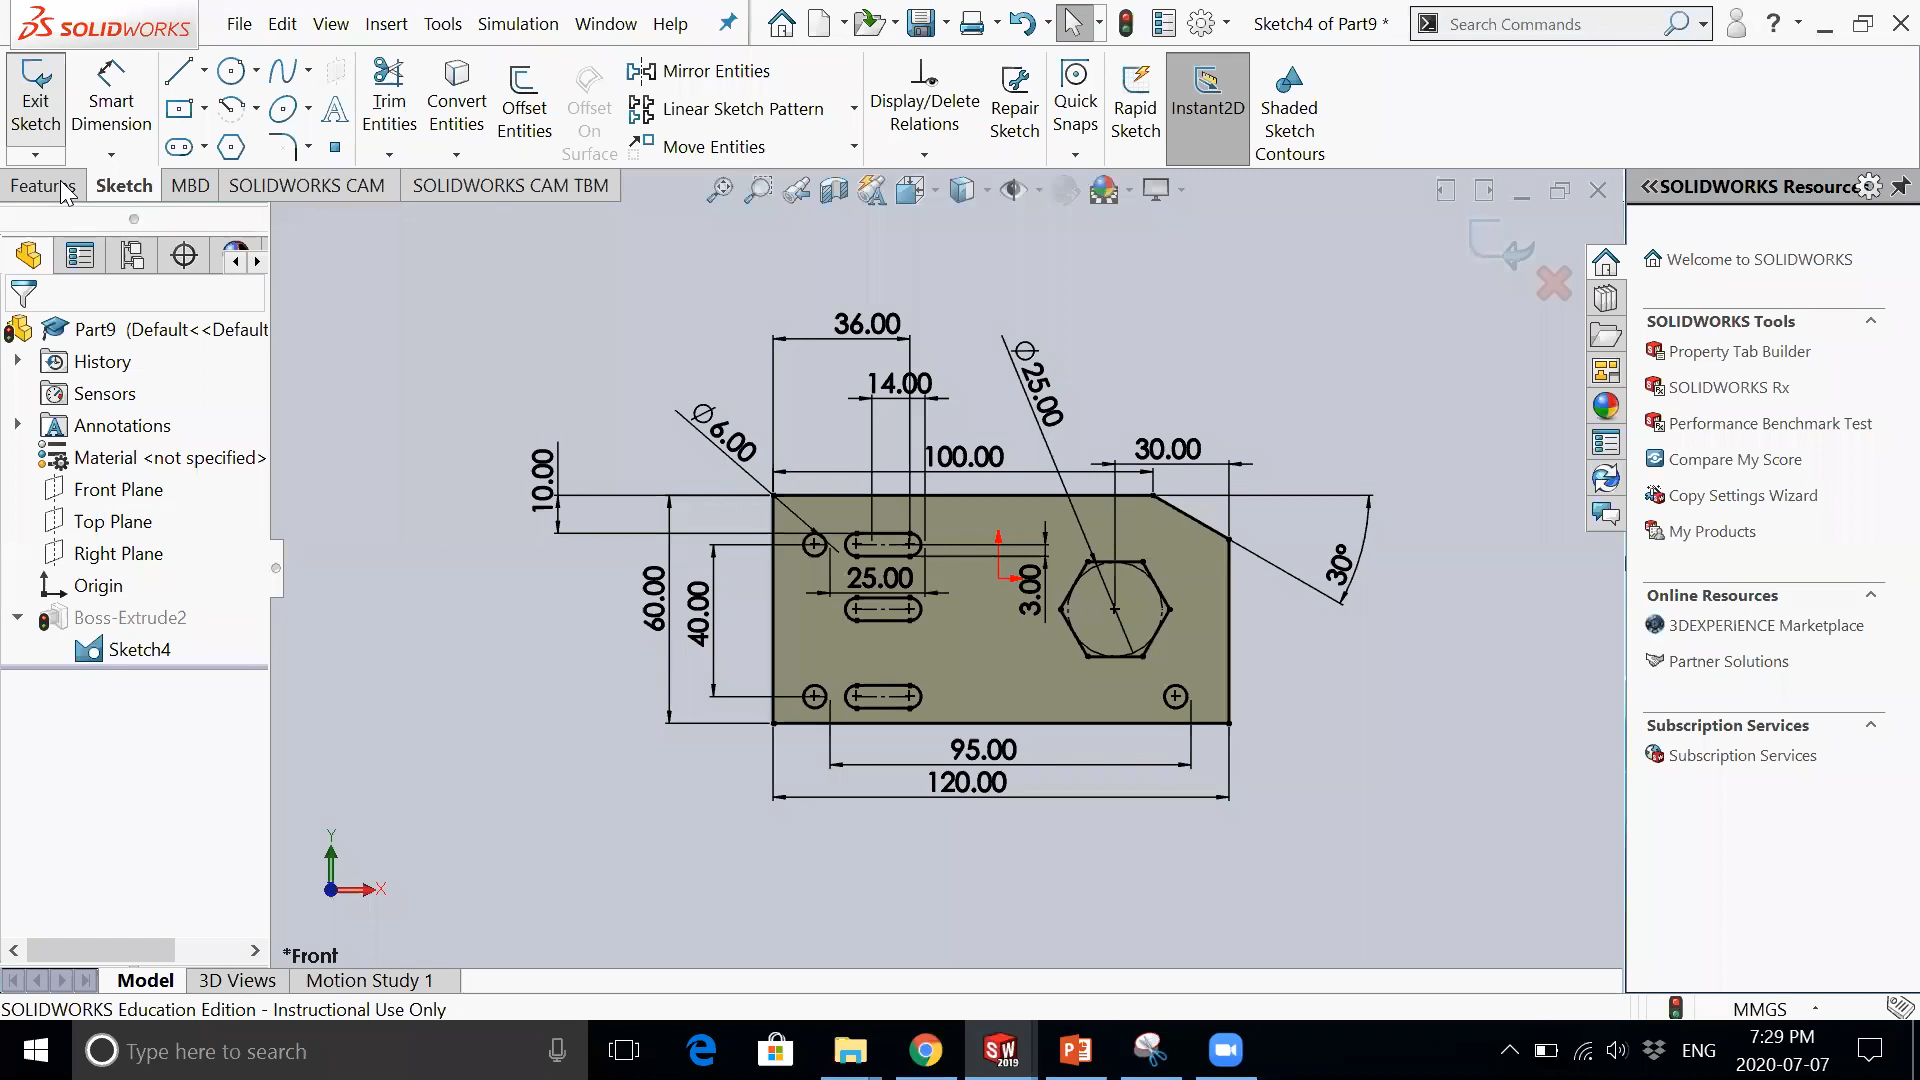 SOLIDWORKS File Edit View Insert Tools Simulation Window Help Sketch4 of Part9 * Search Commands ?
Exit Sketch
Smart Dimension
Trim Entities
Convert Entities
Offset Entities
Offset On Surface
Mirror Entities
Linear Sketch Pattern
Move Entities
Display/Delete Relations
Repair Sketch
Quick Snaps
Rapid Sketch
Instant2D
Shaded Sketch Contours
Features Sketch MBD SOLIDWORKS CAM SOLIDWORKS CAM TBM
Part9 (Default<<Default
History
Sensors
Annotations
Material <not specified>
Front Plane
Top Plane
Right Plane
Origin
Boss-Extrude2
Sketch4
36.00
14.00
∅25.00
∅6.00
10.00
100.00
30.00
30°
60.00
40.00
25.00
3.00
95.00
120.00
Y
X
*Front
SOLIDWORKS Resource
Welcome to SOLIDWORKS
SOLIDWORKS Tools
Property Tab Builder
SOLIDWORKS Rx
Performance Benchmark Test
Compare My Score
Copy Settings Wizard
My Products
Online Resources
3DEXPERIENCE Marketplace
Partner Solutions
Subscription Services
Subscription Services
Model 3D Views Motion Study 1
SOLIDWORKS Education Edition - Instructional Use Only
MMGS
Type here to search
SW 2019
ENG
7:29 PM
2020-07-07